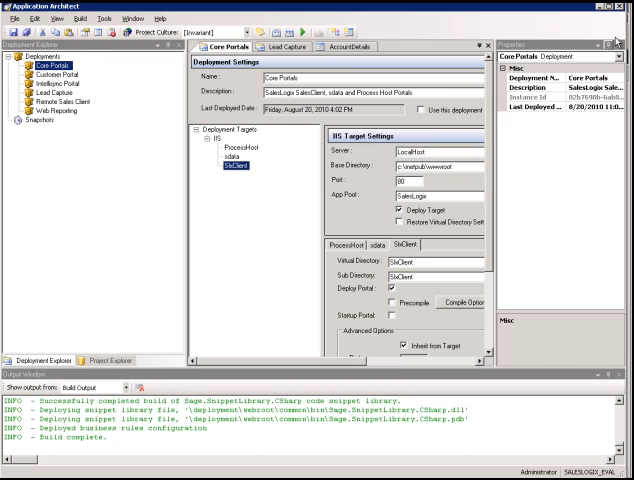 Application Architect
File Edit View Build Tools Window Help
Project Culture: [Invariant]
Deployment Explorer
Deployments
Core Portals
Customer Portal
Intellisync Portal
Lead Capture
Remote Sales Client
Web Reporting
Snapshots
Deployment Explorer Project Explorer
Core Portals Lead Capture AccountDetails
Deployment Settings
Name : Core Portals
Description : SalesLogix SalesClient, sdata and Process Host Portals
Last Deployed Date : Friday, August 20, 2010 4:02 PM Use this deployment
Deployment Targets
IIS
ProcessHost
sdata
SlxClient
IIS Target Settings
Server : LocalHost
Base Directory : c:\inetpub\wwwroot
Port : 80
App Pool : SalesLogix
Deploy Target
Restore Virtual Directory Sett
ProcessHost sdata SlxClient
Virtual Directory : SlxClient
Sub Directory: SlxClient
Deploy Portal :
Precompile Compile Option
Startup Portal:
Advanced Options
Inherit from Target
Properties
Core Portals Deployment
Misc
Deployment N... Core Portals
Description SalesLogix Sale...
Instance Id 02b7690b-6ab8...
Last Deployed ... 8/20/2010 11:0...
Misc
Output Window
Show output from: Build Output
INFO - Successfully completed build of Sage.SnippetLibrary.CSharp code snippet library.
INFO - Deploying snippet library file, '\deployment\webroot\common\bin\Sage.SnippetLibrary.CSharp.dll'
INFO - Deploying snippet library file, '\deployment\webroot\common\bin\Sage.SnippetLibrary.CSharp.pdb'
INFO - Deployed business rules configuration
INFO - Build complete.
Administrator SALESLOGIX_EVAL